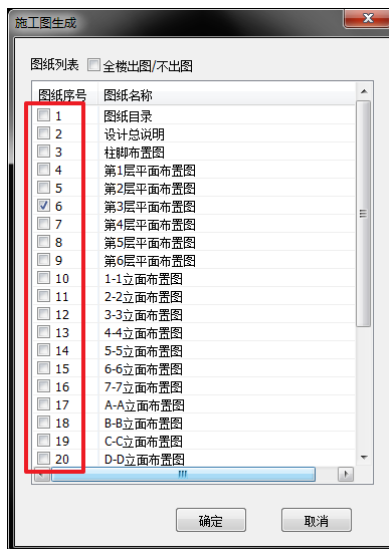 施工图生成
图纸列表 全楼出图/不出图
图纸序号 图纸名称
1 图纸目录
2 设计总说明
3 柱脚布置图
4 第1层平面布置图
5 第2层平面布置图
6 第3层平面布置图
7 第4层平面布置图
8 第5层平面布置图
9 第6层平面布置图
10 1-1立面布置图
11 2-2立面布置图
12 3-3立面布置图
13 4-4立面布置图
14 5-5立面布置图
15 6-6立面布置图
16 7-7立面布置图
17 A-A立面布置图
18 B-B立面布置图
19 C-C立面布置图
20 D-D立面布置图
确定 取消